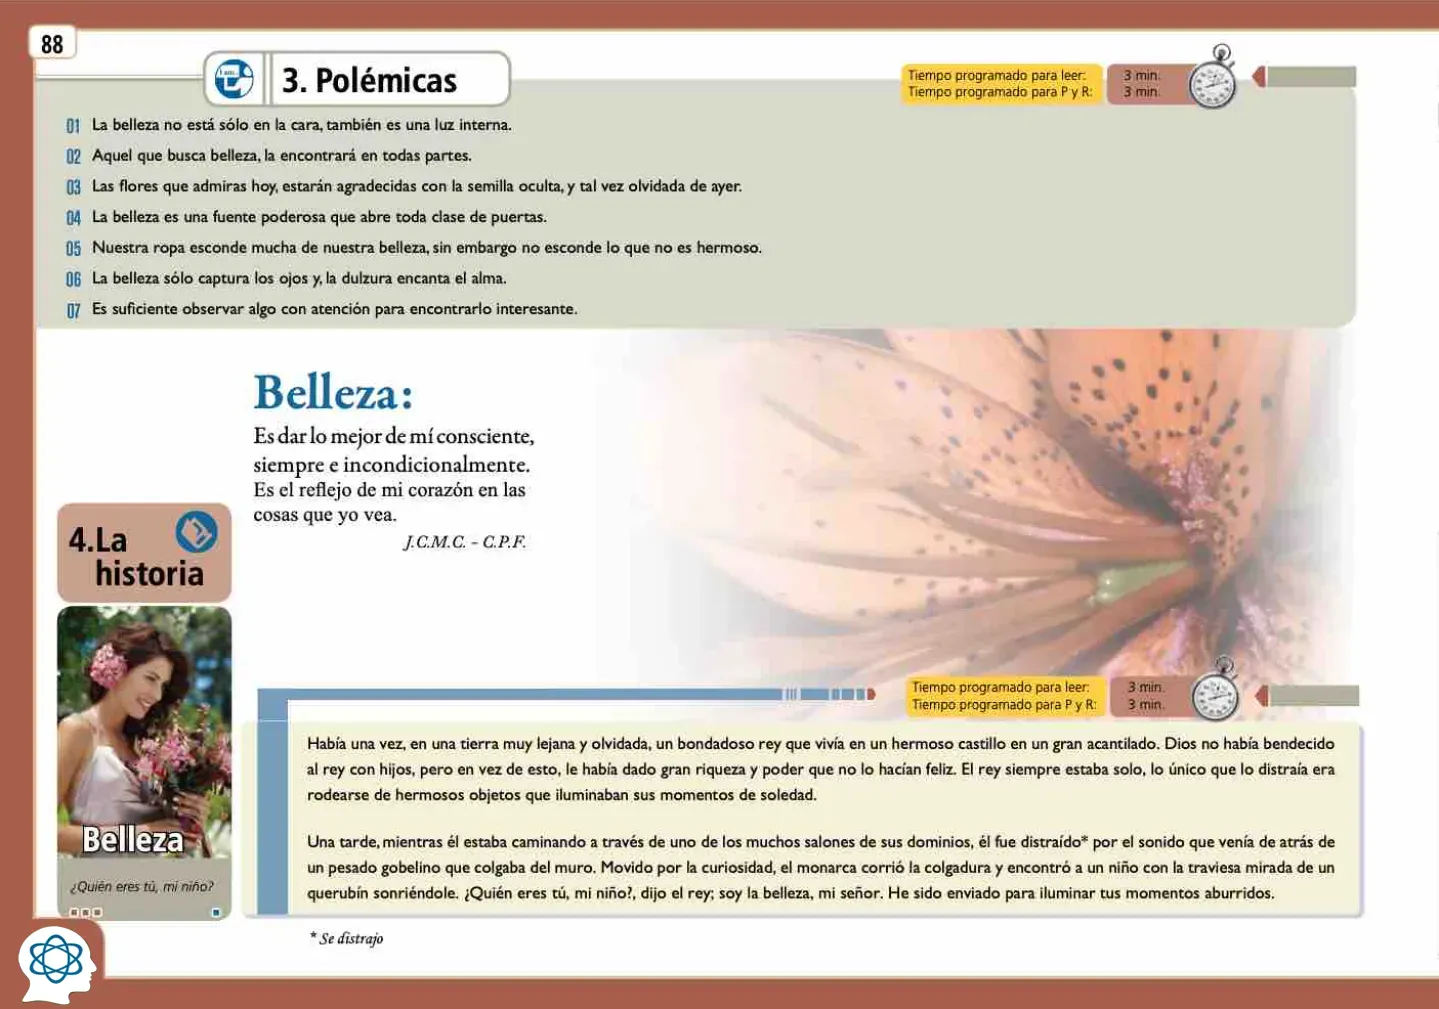 88
3. Polémicas
Tiempo programado para leer: 3 min.
Tiempo programado para P y R: 3 min.
01 La belleza no está sólo en la cara, también es una luz interna.
02 Aquel que busca belleza, la encontrará en todas partes.
03 Las flores que admiras hoy, estarán agradecidas con la semilla oculta, y tal vez olvidada de ayer.
04 La belleza es una fuente poderosa que abre toda clase de puertas.
05 Nuestra ropa esconde mucha de nuestra belleza, sin embargo no esconde lo que no es hermoso.
06 La belleza sólo captura los ojos y, la dulzura encanta el alma.
07 Es suficiente observar algo con atención para encontrarlo interesante.
Belleza:
Es dar lo mejor de mí consciente,
siempre e incondicionalmente.
Es el reflejo de mi corazón en las
cosas que yo vea.
J.C.M.C. - C.P.F.
4. La
historia
Belleza
¿Quién eres tú, mi niño?
Tiempo programado para leer: 3 min.
Tiempo programado para P y R: 3 min.
Había una vez, en una tierra muy lejana y olvidada, un bondadoso rey que vivía en un hermoso castillo en un gran acantilado. Dios no había bendecido
al rey con hijos, pero en vez de esto, le había dado gran riqueza y poder que no lo hacían feliz. El rey siempre estaba solo, lo único que lo distraía era
rodearse de hermosos objetos que iluminaban sus momentos de soledad.
Una tarde, mientras él estaba caminando a través de uno de los muchos salones de sus dominios, él fue distraído* por el sonido que venía de atrás de
un pesado gobelino que colgaba del muro. Movido por la curiosidad, el monarca corrió la colgadura y encontró a un niño con la traviesa mirada de un
querubín sonriéndole. ¿Quién eres tú, mi niño?, dijo el rey; soy la belleza, mi señor. He sido enviado para iluminar tus momentos aburridos.
* Se distrajo